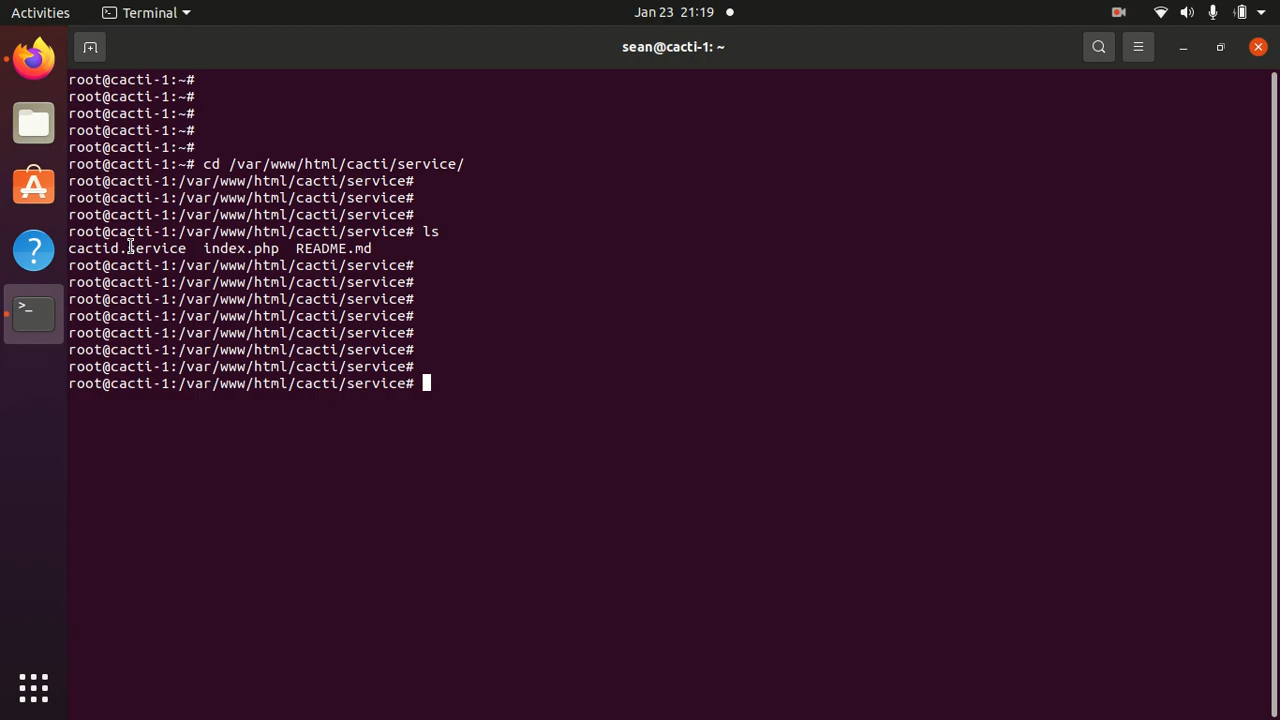 Activities
Terminal
Jan 23 21:19
sean@cacti-1: ~
root@cacti-1:~#
root@cacti-1:~#
root@cacti-1:~#
root@cacti-1:~#
root@cacti-1:~#
root@cacti-1:~# cd /var/www/html/cacti/service/
root@cacti-1:/var/www/html/cacti/service#
root@cacti-1:/var/www/html/cacti/service#
root@cacti-1:/var/www/html/cacti/service#
root@cacti-1:/var/www/html/cacti/service# ls
cactid.service  index.php  README.md
root@cacti-1:/var/www/html/cacti/service#
root@cacti-1:/var/www/html/cacti/service#
root@cacti-1:/var/www/html/cacti/service#
root@cacti-1:/var/www/html/cacti/service#
root@cacti-1:/var/www/html/cacti/service#
root@cacti-1:/var/www/html/cacti/service#
root@cacti-1:/var/www/html/cacti/service#
root@cacti-1:/var/www/html/cacti/service#